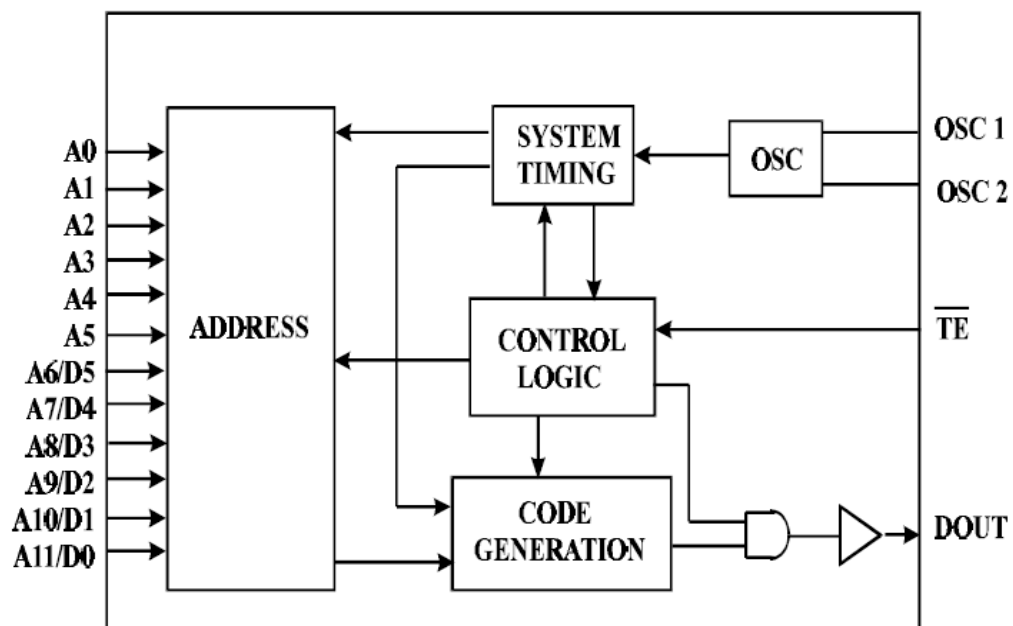 A0
A1
A2
A3
A4
A5
A6/D5
A7/D4
A8/D3
A9/D2
A10/D1
A11/D0
ADDRESS
SYSTEM
TIMING
OSC
CONTROL
LOGIC
CODE
GENERATION
OSC 1
OSC 2
TE
DOUT